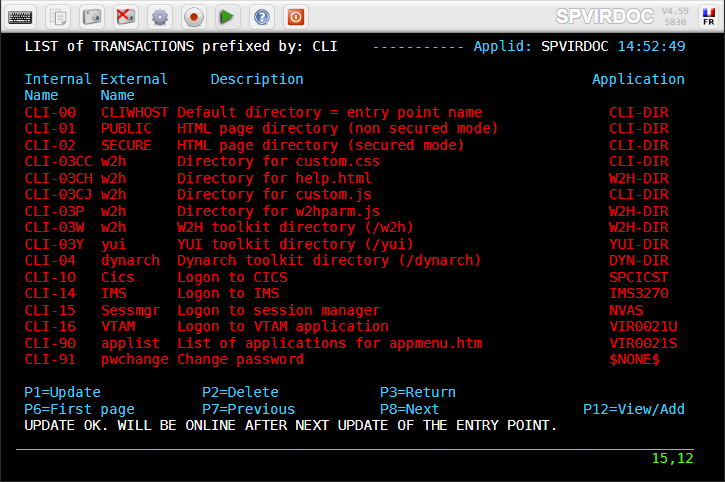 SPVIRDOC V4.59
5830
FR
LIST of TRANSACTIONS prefixed by: CLI ----------- Applid: SPVIRDOC 14:52:49
Internal External Description Application
Name Name
CLI-00 CLIWHOST Default directory = entry point name CLI-DIR
CLI-01 PUBLIC HTML page directory (non secured mode) CLI-DIR
CLI-02 SECURE HTML page directory (secured mode) CLI-DIR
CLI-03CC w2h Directory for custom.css CLI-DIR
CLI-03CH w2h Directory for help.html W2H-DIR
CLI-03CJ w2h Directory for custom.js CLI-DIR
CLI-03P w2h Directory for w2hparm.js W2H-DIR
CLI-03W w2h W2H toolkit directory (/w2h) W2H-DIR
CLI-03Y yui YUI toolkit directory (/yui) YUI-DIR
CLI-04 dynarch Dynarch toolkit directory (/dynarch) DYN-DIR
CLI-10 Cics Logon to CICS SPCICST
CLI-14 IMS Logon to IMS IMS3270
CLI-15 Sessmgr Logon to session manager NVAS
CLI-16 VTAM Logon to VTAM application VIR0021U
CLI-90 applist List of applications for appmenu.htm VIR0021S
CLI-91 pwchange Change password $NONE$
P1=Update P2=Delete P3=Return
P6=First page P7=Previous P8=Next P12=View/Add
UPDATE OK. WILL BE ONLINE AFTER NEXT UPDATE OF THE ENTRY POINT.
15,12